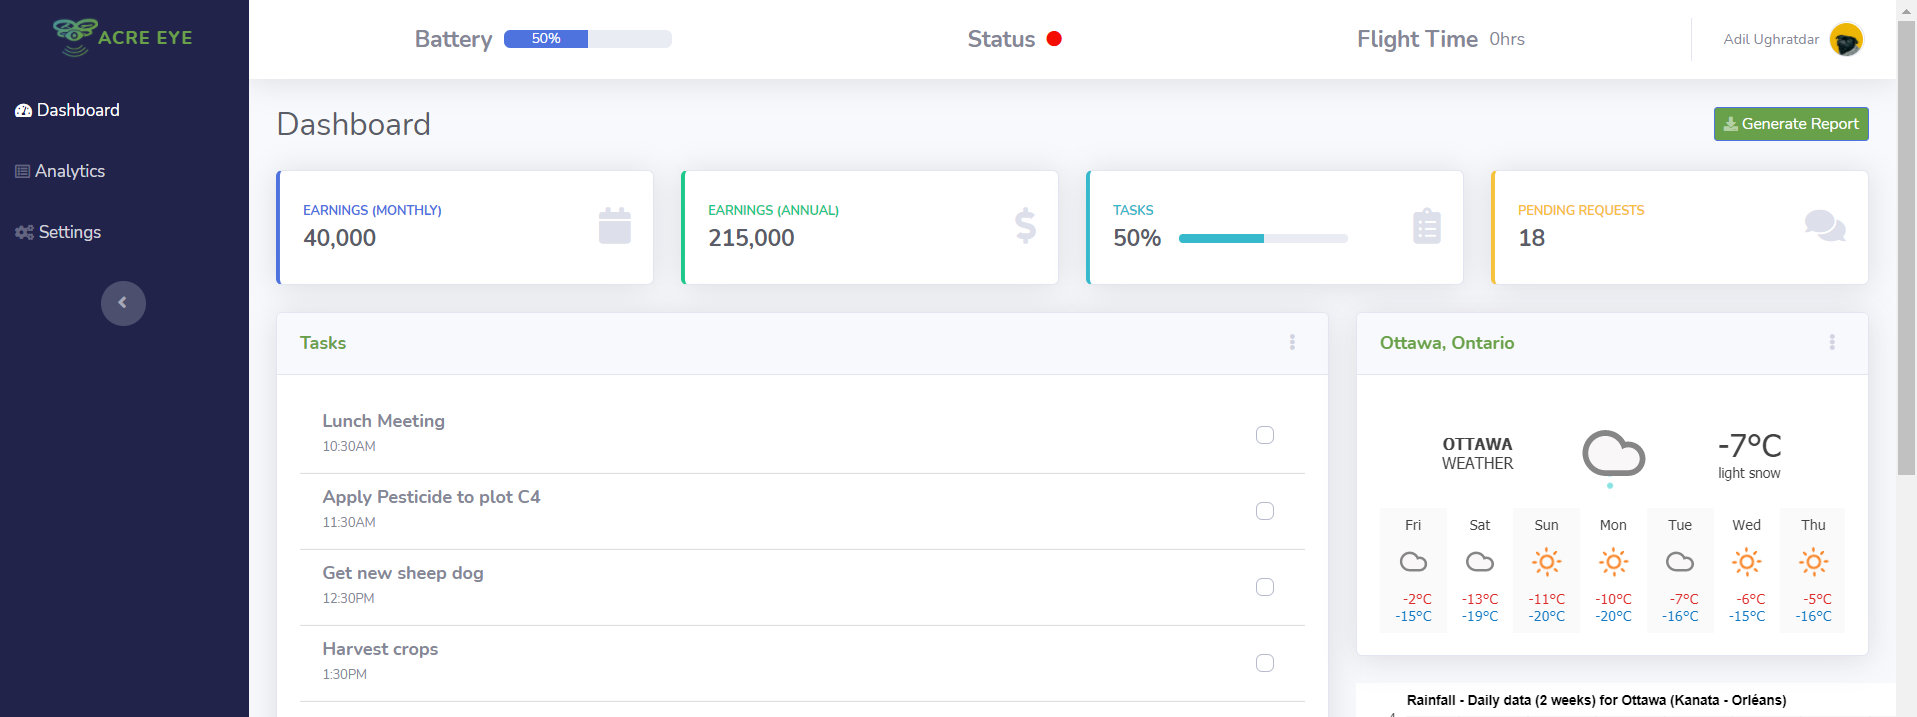 ACRE EYE
Battery 50% Status Flight Time 0hrs Adil Ughratdar
Dashboard
Analytics
Settings
Dashboard
Generate Report
EARNINGS (MONTHLY)
40,000
EARNINGS (ANNUAL)
215,000
TASKS
50%
PENDING REQUESTS
18
Tasks
Lunch Meeting
10:30AM
Apply Pesticide to plot C4
11:30AM
Get new sheep dog
12:30PM
Harvest crops
1:30PM
Ottawa, Ontario
OTTAWA
WEATHER
-7°C
light snow
Fri Sat Sun Mon Tue Wed Thu
-2°C -13°C -11°C -10°C -7°C -6°C -5°C
-15°C -19°C -20°C -20°C -16°C -15°C -16°C
Rainfall - Daily data (2 weeks) for Ottawa (Kanata - Orléans)